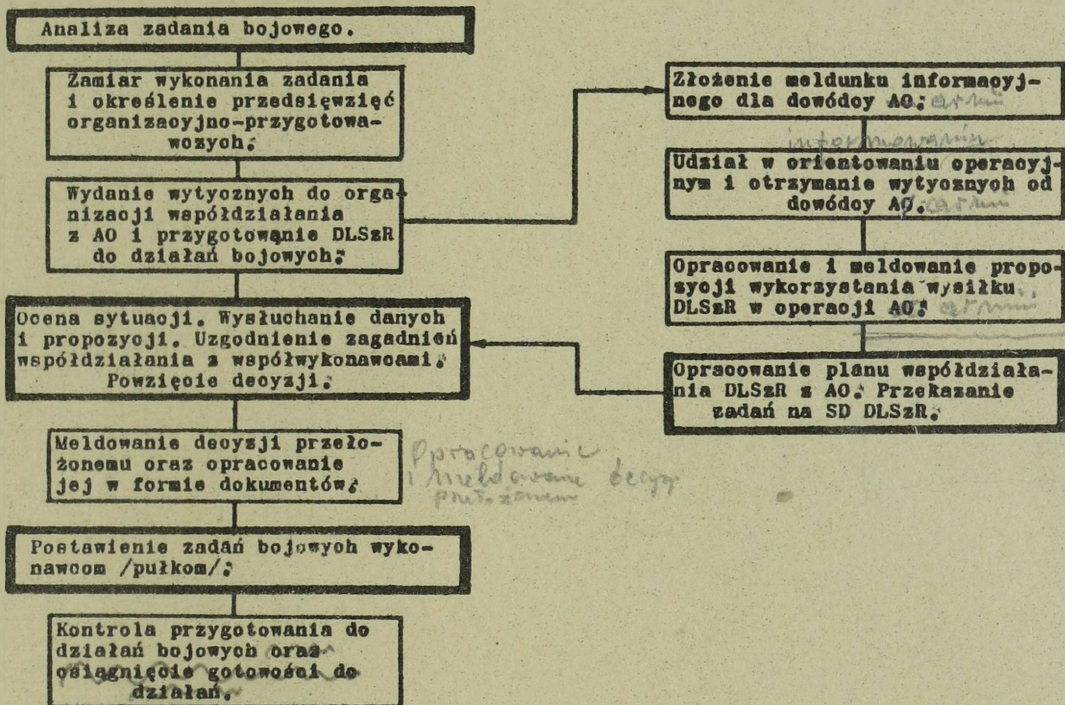 Analiza zadania bojowego.
Zamiar wykonania zadania
i określenie przedsięwzięć
organizacyjno-przygotowa-
wczych;
Wydanie wytycznych do orga-
nizacji współdziałania
z AO i przygotowanie DLSzR
do działań bojowych;
Ocena sytuacji. Wysłuchanie danych
i propozycji. Uzgodnienie zagadnień
współdziałania z współwykonawcami.
Powzięcie decyzji.
Meldowanie decyzji przeło-
żonemu oraz opracowanie
jej w formie dokumentów;
Opracowanie
i meldowanie decyz.
przełożonemu
Postawienie zadań bojowych wyko-
nawcom /pułkom/;
Kontrola przygotowania do
działań bojowych oraz
osiągnięcie gotowości do
działań.
Złożenie meldunku informacyj-
nego dla dowódcy AO; armii
informowania
Udział w orientowaniu operacyj-
nym i otrzymanie wytycznych od
dowódcy AO. armii
Opracowanie i meldowanie propo-
zycji wykorzystania wysiłku
DLSzR w operacji AO; armii
Opracowanie planu współdziała-
nia DLSzR z AO. Przekazanie
zadań na SD DLSzR.